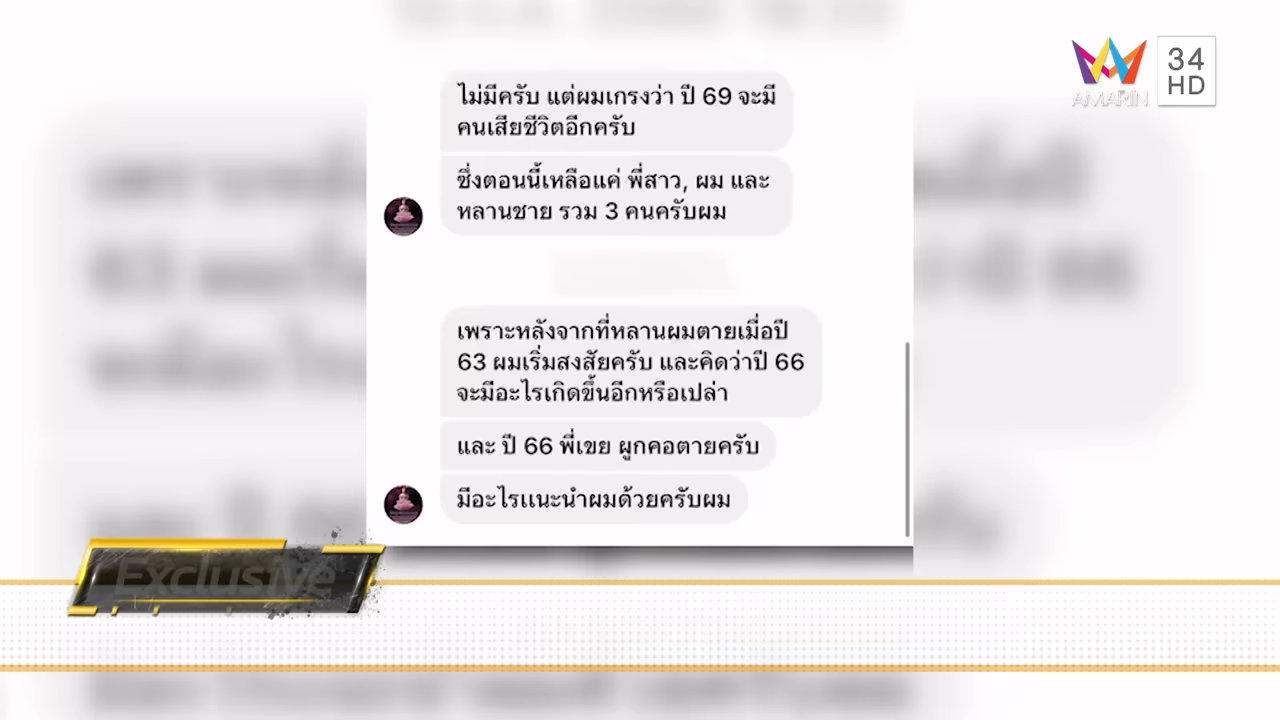 AMARIN
34
HD
ไม่มีครับ แต่ผมเกรงว่า ปี 69 จะมี
คนเสียชีวิตอีกครับ
ซึ่งตอนนี้เหลือแค่ พี่สาว, ผม และ
หลานชาย รวม 3 คนครับผม
เพราะหลังจากที่หลานผมตายเมื่อปี
63 ผมเริ่มสงสัยครับ และคิดว่าปี 66
จะมีอะไรเกิดขึ้นอีกหรือเปล่า
และ ปี 66 พี่เขย ผูกคอตายครับ
มีอะไรแนะนำผมด้วยครับผม
Exclusive